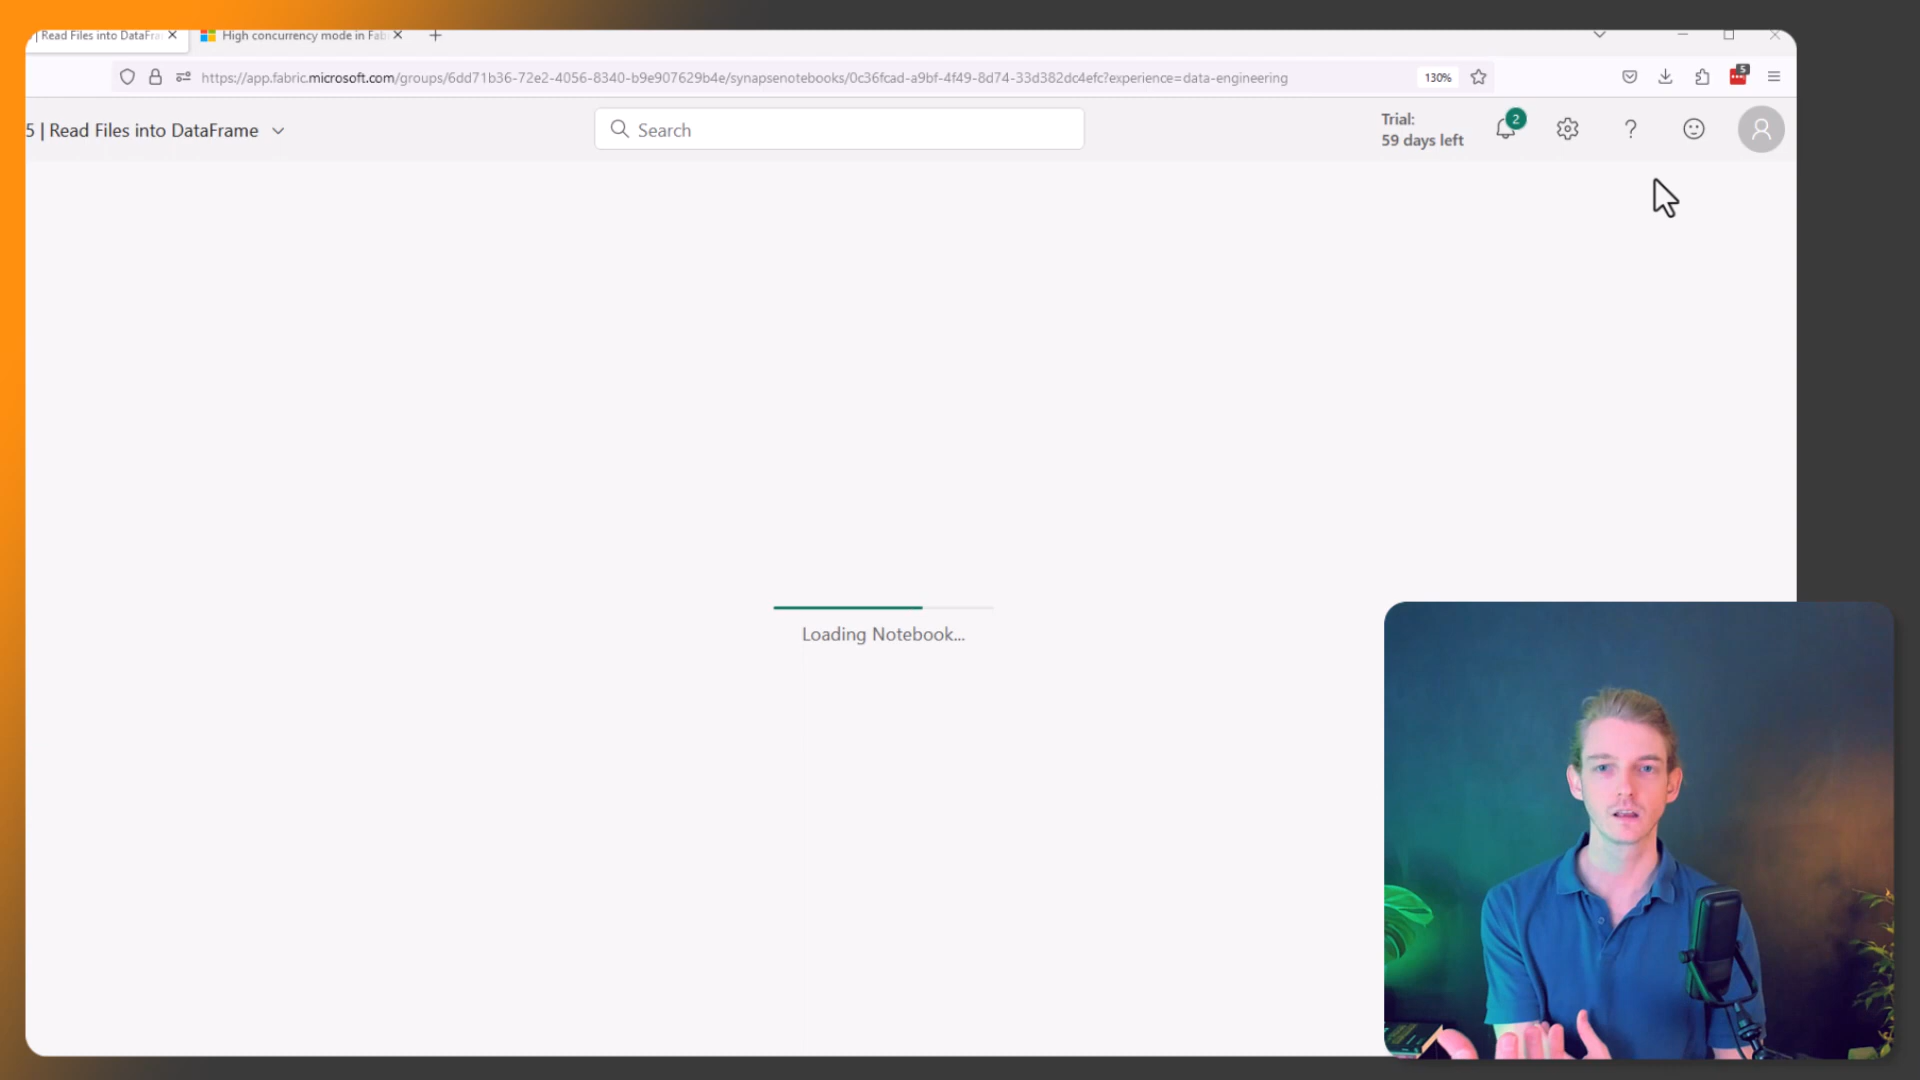 | Read Files into DataFra
High concurrency mode in Fab
https://app.fabric.microsoft.com/groups/6dd71b36-72e2-4056-8340-b9e907629b4e/synapsenotebooks/0c36fcad-a9bf-4f49-8d74-33d382dc4efc?experience=data-engineering
130%
5
5 | Read Files into DataFrame
Search
Trial:
59 days left
2
Loading Notebook...